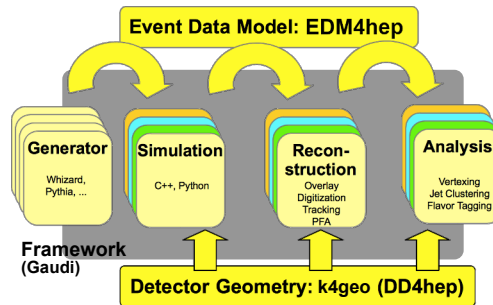 Event Data Model: EDM4hep
Generator
Whizard,
Pythia, ...
Simulation
C++, Python
Recon-
struction
Overlay
Digitization
Tracking
PFA
Analysis
Vertexing
Jet Clustering
Flavor Tagging
Framework
(Gaudi)
Detector Geometry: k4geo (DD4hep)